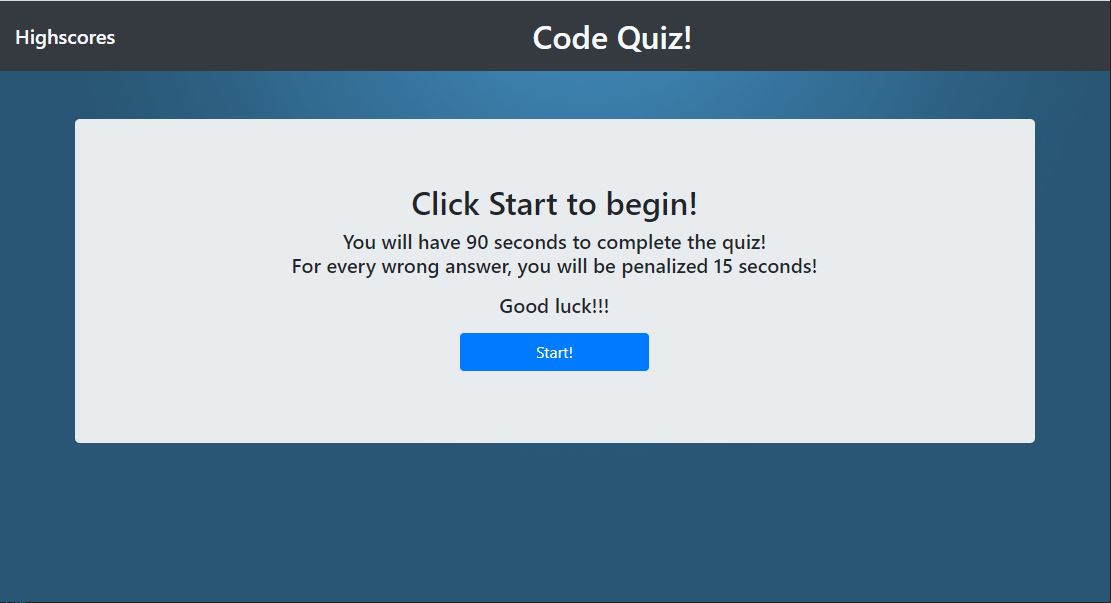 Highscores
Code Quiz!
Click Start to begin!
You will have 90 seconds to complete the quiz!
For every wrong answer, you will be penalized 15 seconds!
Good luck!!!
Start!